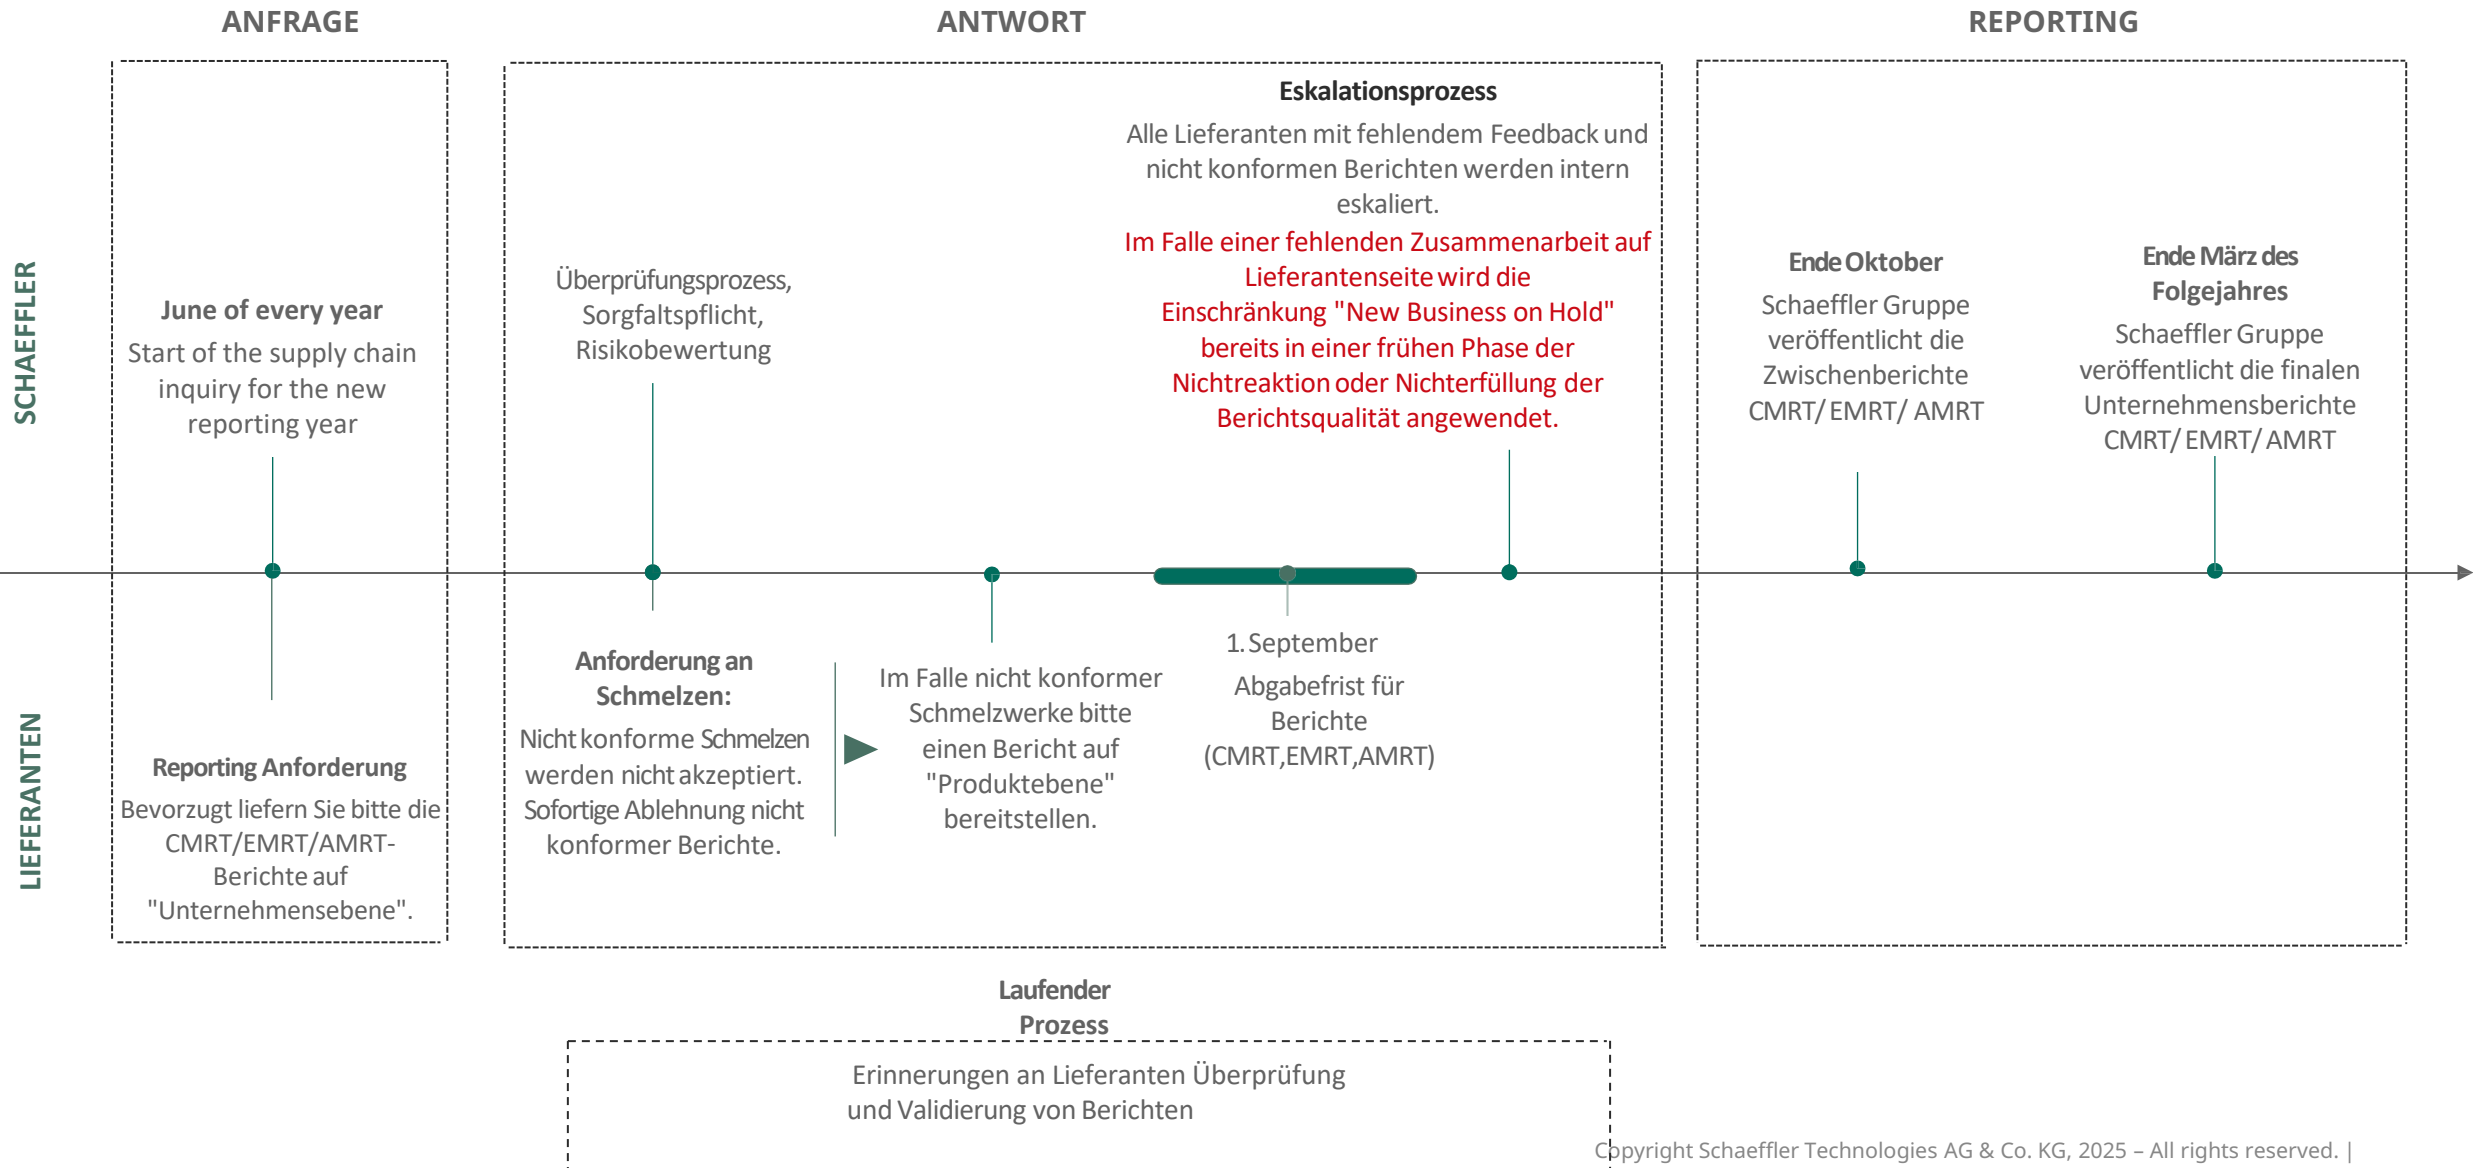 ANFRAGE
ANTWORT
REPORTING
SCHAEFFLER
June of every year
Start of the supply chain
inquiry for the new
reporting year
Überprüfungsprozess,
Sorgfaltspflicht,
Risikobewertung
Eskalationsprozess
Alle Lieferanten mit fehlendem Feedback und
nicht konformen Berichten werden intern
eskaliert.
Im Falle einer fehlenden Zusammenarbeit auf
Lieferantenseite wird die
Einschränkung "New Business on Hold"
bereits in einer frühen Phase der
Nichtreaktion oder Nichterfüllung der
Berichtsqualität angewendet.
Ende Oktober
Schaeffler Gruppe
veröffentlicht die
Zwischenberichte
CMRT/ EMRT/ AMRT
Ende März des
Folgejahres
Schaeffler Gruppe
veröffentlicht die finalen
Unternehmensberichte
CMRT/ EMRT/ AMRT
LIEFERANTEN
Reporting Anforderung
Bevorzugt liefern Sie bitte die
CMRT/EMRT/AMRT-
Berichte auf
"Unternehmensebene".
Anforderung an
Schmelzen:
Nicht konforme Schmelzen
werden nicht akzeptiert.
Sofortige Ablehnung nicht
konformer Berichte.
Im Falle nicht konformer
Schmelzwerke bitte
einen Bericht auf
"Produktebene"
bereitstellen.
1. September
Abgabefrist für
Berichte
(CMRT,EMRT,AMRT)
Laufender
Prozess
Erinnerungen an Lieferanten Überprüfung
und Validierung von Berichten
Copyright Schaeffler Technologies AG & Co. KG, 2025 – All rights reserved. |